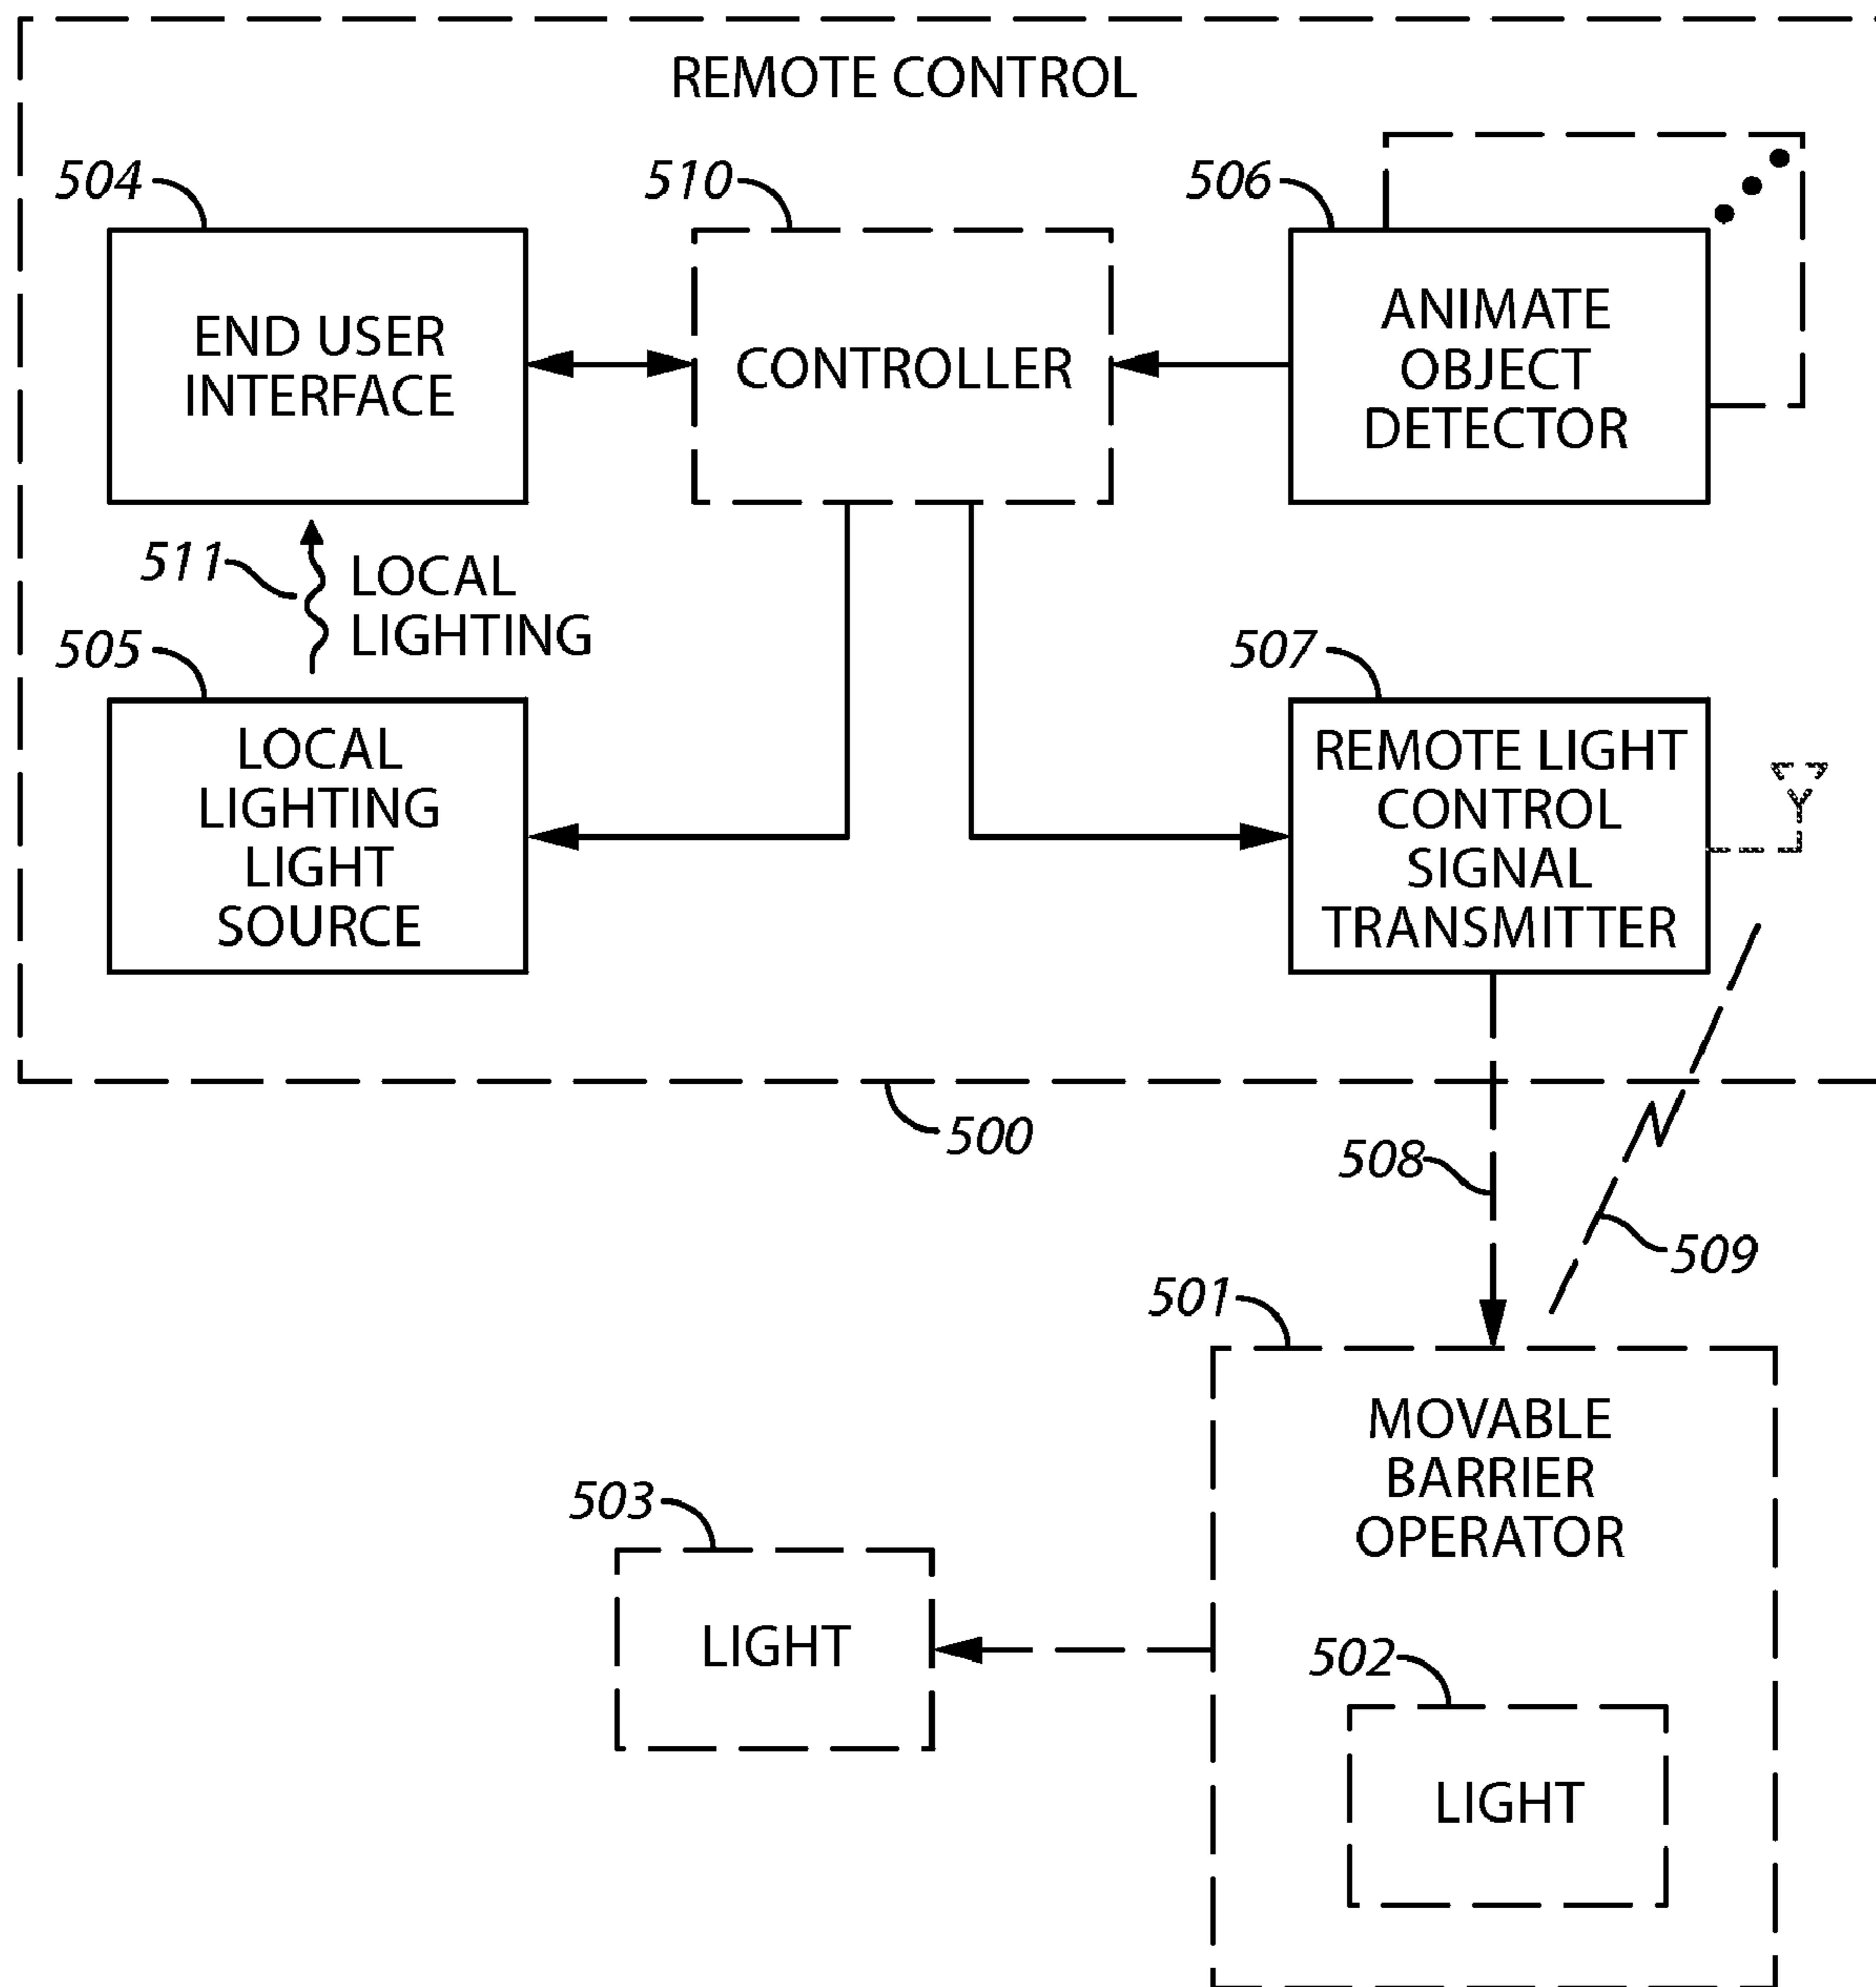 REMOTE CONTROL
504
510
506
END USER
INTERFACE
CONTROLLER
ANIMATE
OBJECT
DETECTOR
511
LOCAL
LIGHTING
505
507
LOCAL
LIGHTING
LIGHT
SOURCE
REMOTE LIGHT
CONTROL
SIGNAL
TRANSMITTER
500
508
509
501
MOVABLE
BARRIER
OPERATOR
503
LIGHT
502
LIGHT